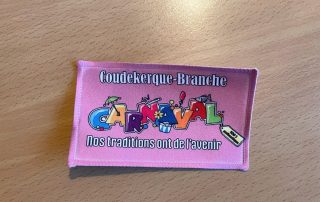 Coudekerque-Branche
CARNAVAL
Nos traditions ont de l'avenir